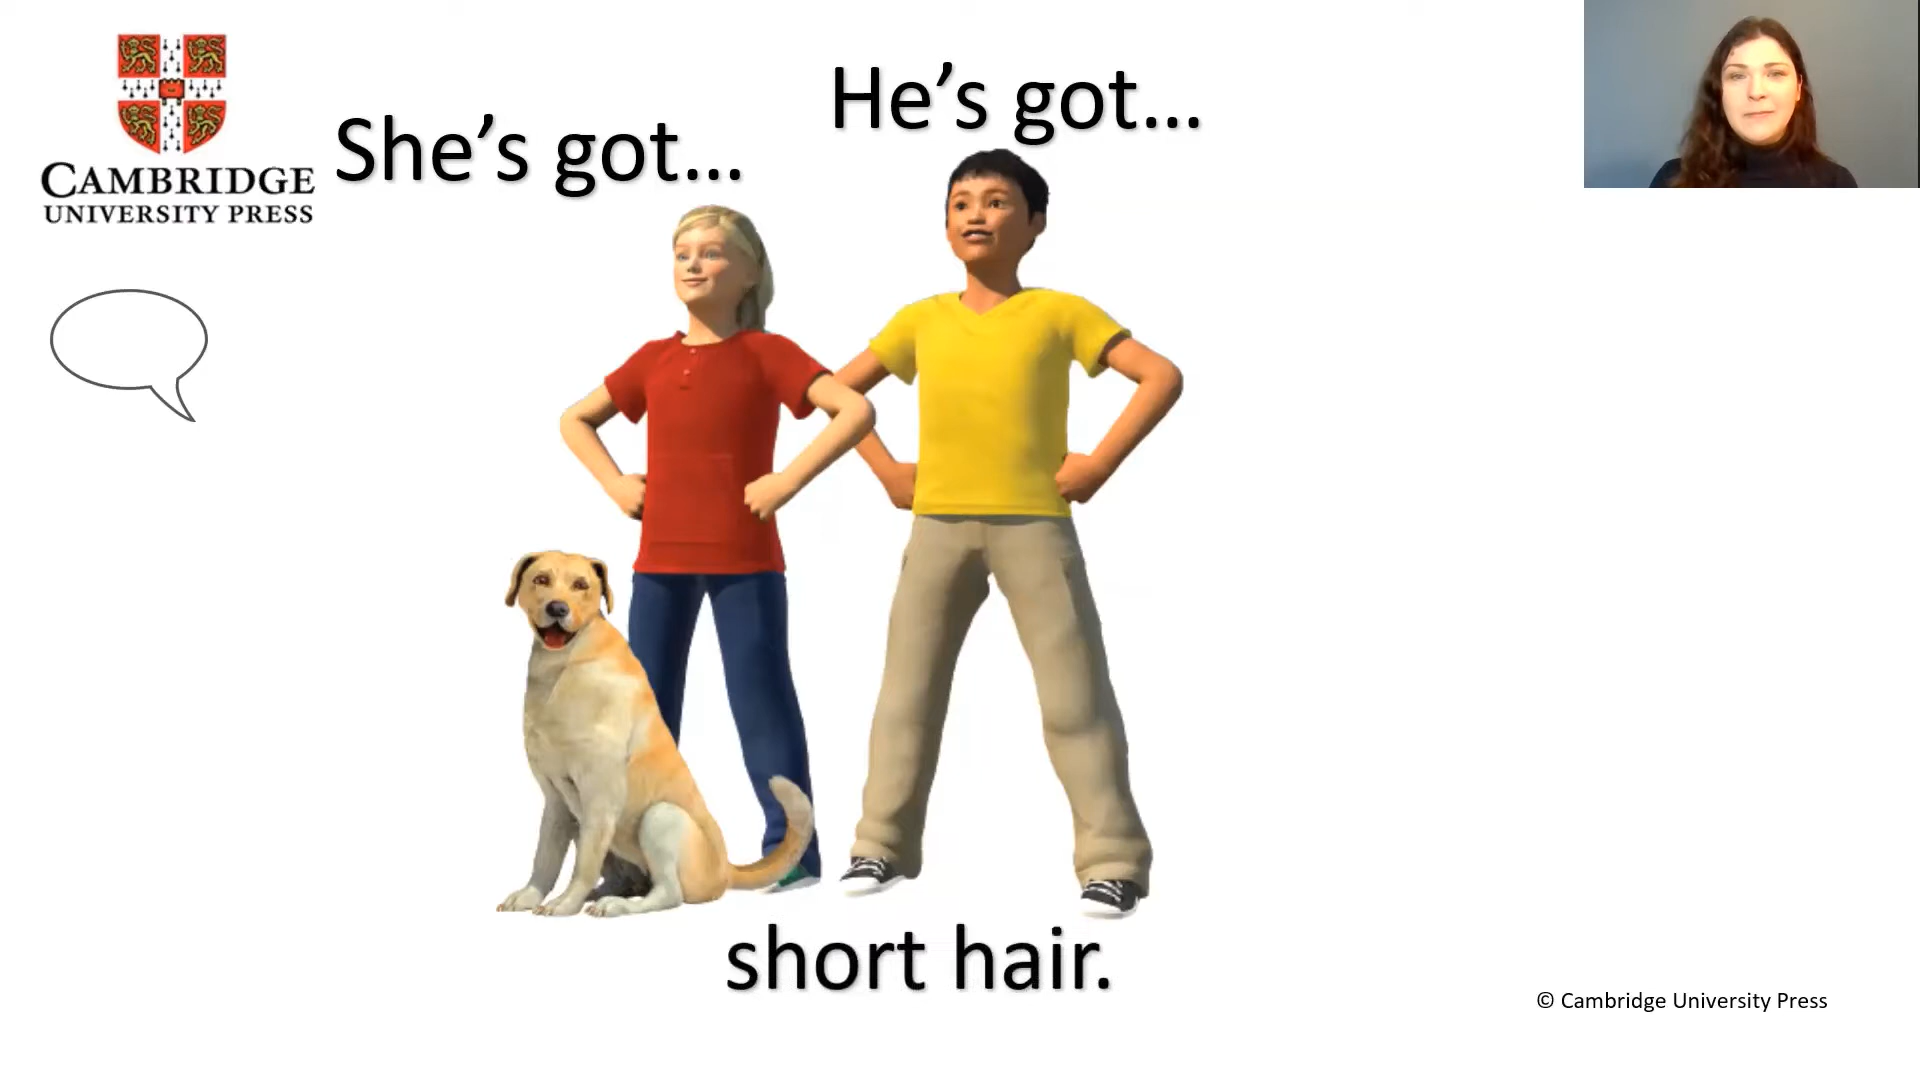 CAMBRIDGE
UNIVERSITY PRESS
She’s got...
He’s got...
short hair.
© Cambridge University Press